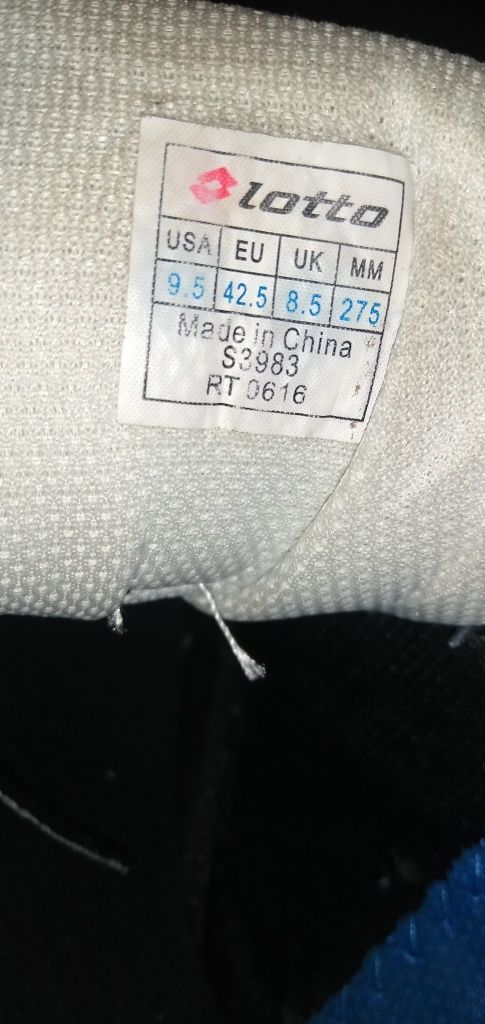 lotto
USA EU UK MM
9.5 42.5 8.5 275
Made in China
S3983
RT 0616